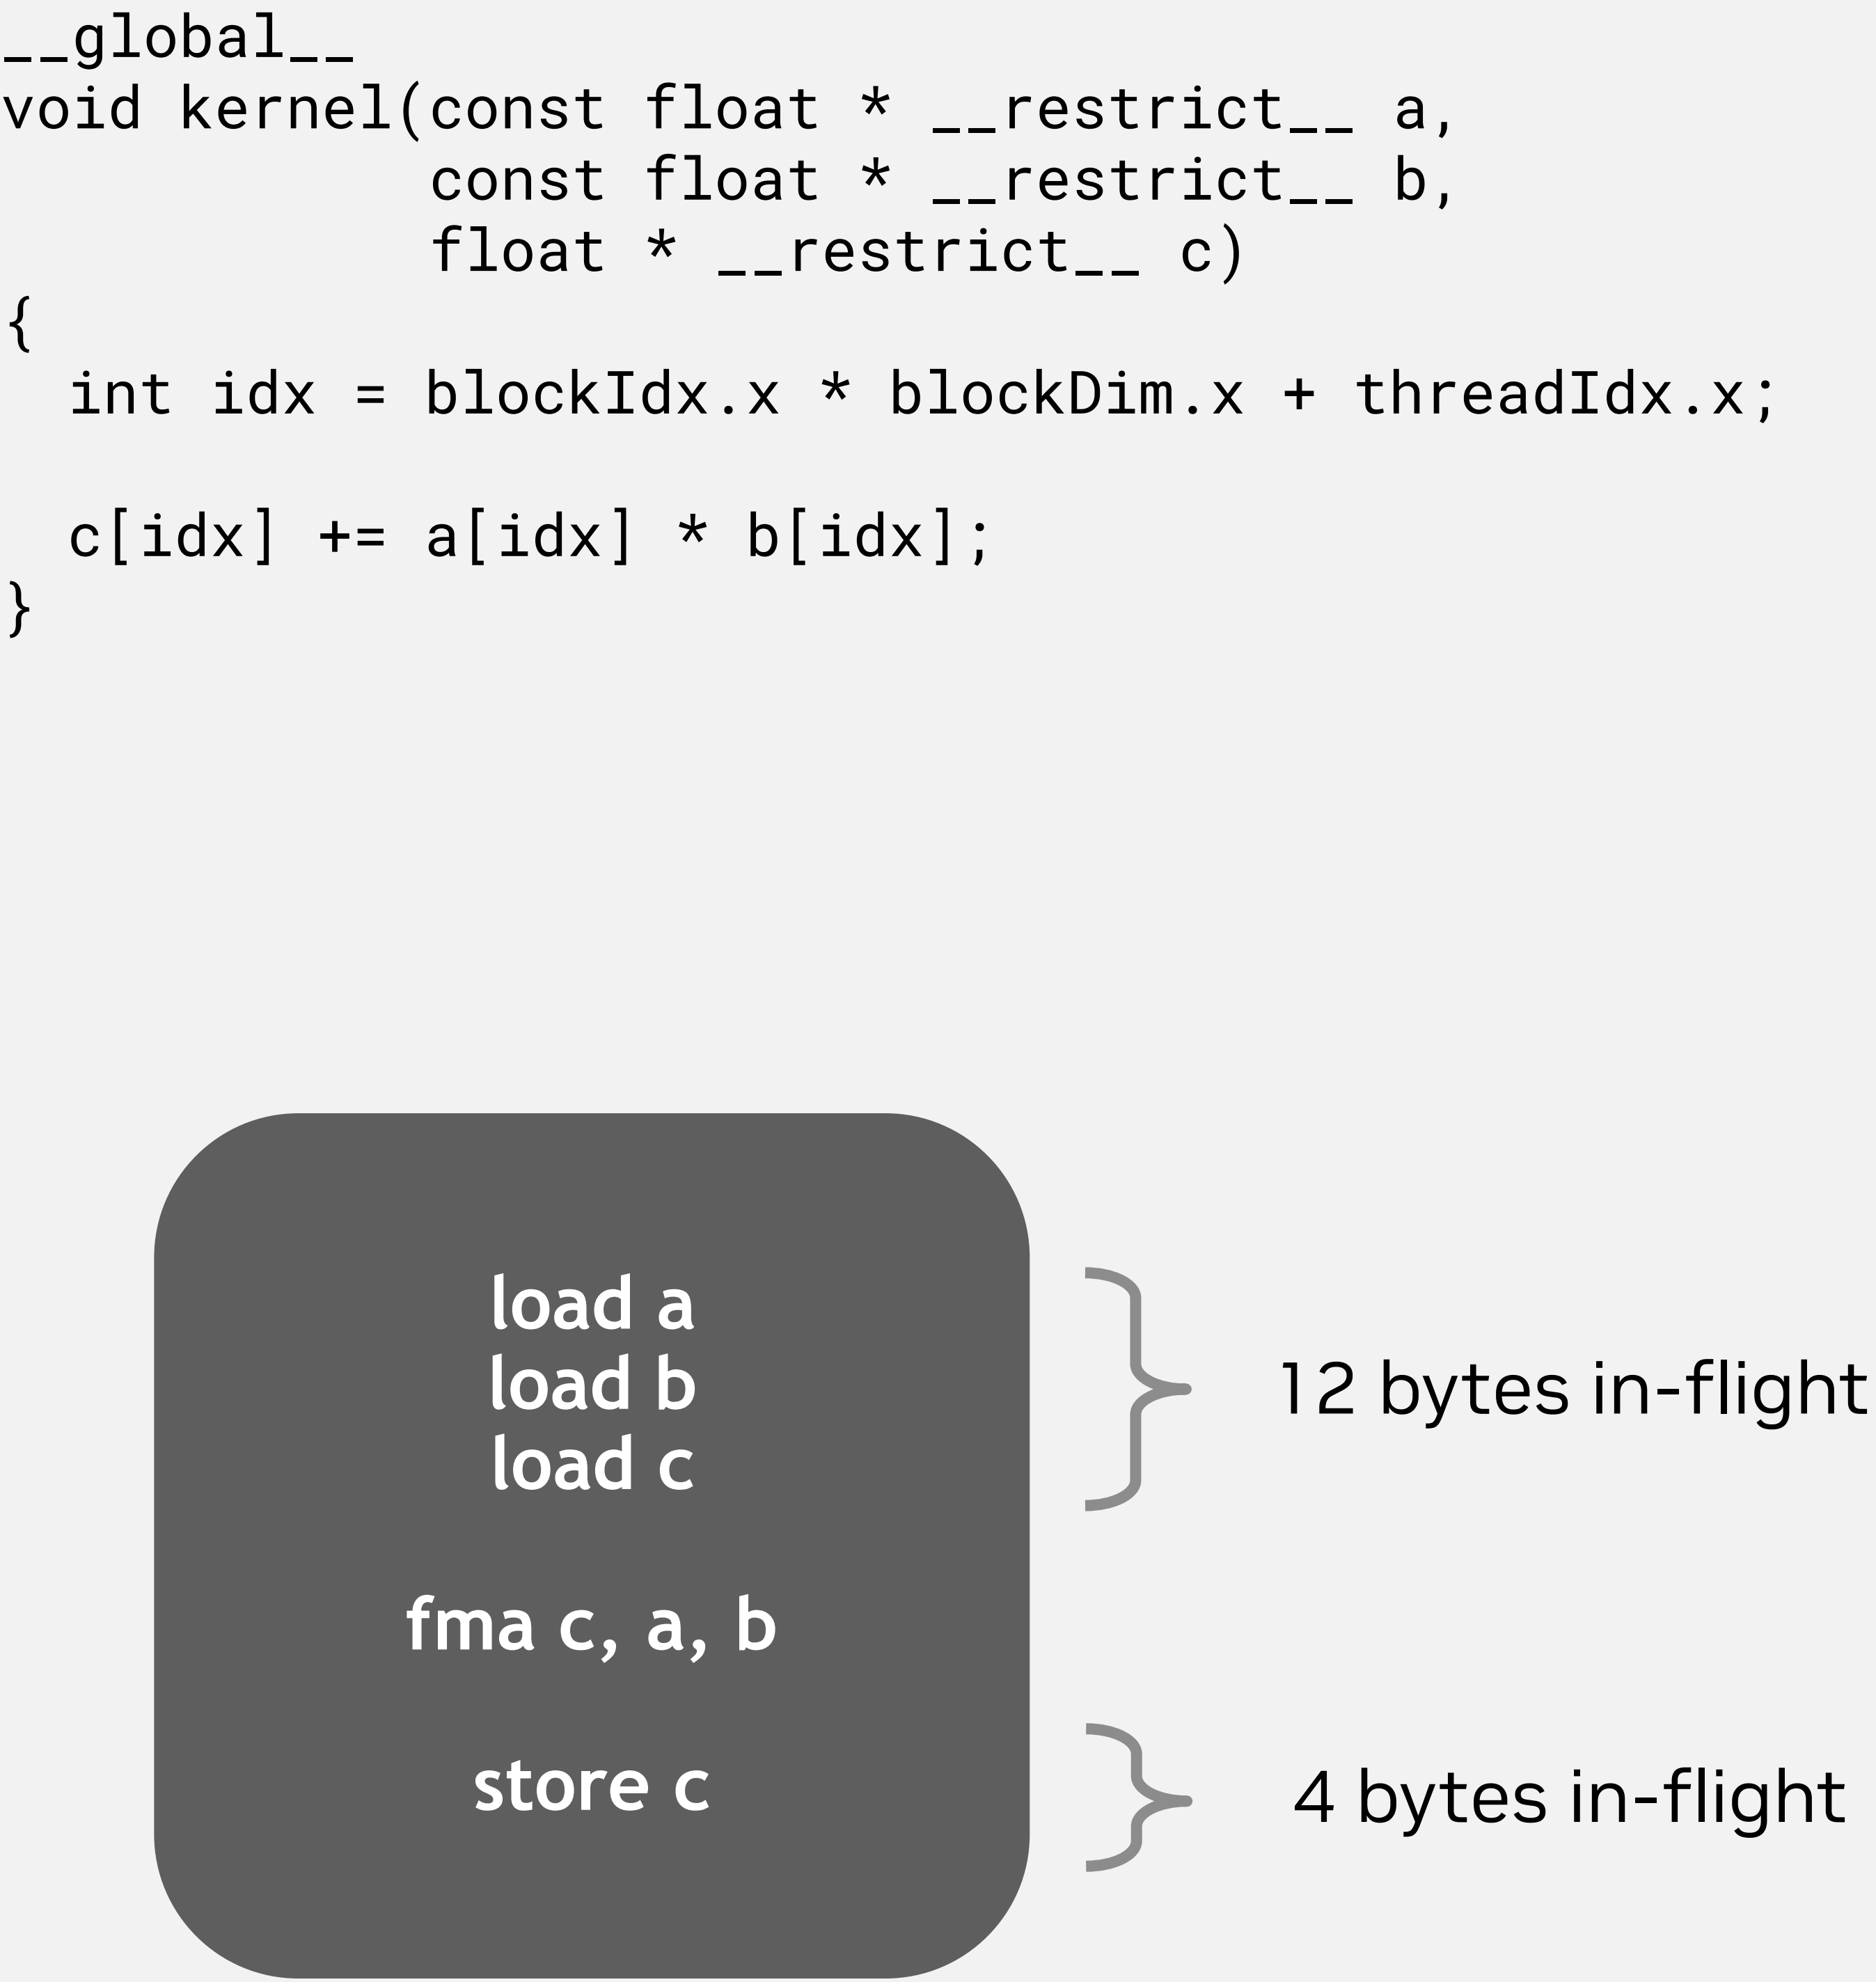 __global__
void kernel(const float * __restrict__ a,
            const float * __restrict__ b,
            float * __restrict__ c)
{
  int idx = blockIdx.x * blockDim.x + threadIdx.x;

  c[idx] += a[idx] * b[idx];
}
load a
load b
load c
12 bytes in-flight
fma c, a, b
store c
4 bytes in-flight